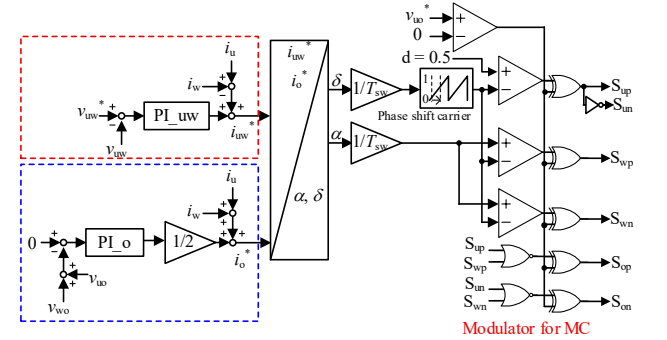 v_uo*
0
i_u
i_w
+
+
+
+
v_uw*
+
−
PI_uw
i_uw*
v_uw
i_u
i_w
+
+
+
+
0
+
−
PI_o
1/2
i_o*
+
+
v_uo
v_wo
i_uw*
i_o*
α, δ
δ
1/T_sw
α
1/T_sw
d = 0.5
1
0
Phase shift carrier
+
−
+
−
+
−
+
−
S_up
S_un
S_wp
S_wn
S_up
S_wp
S_op
S_un
S_wn
S_on
Modulator for MC